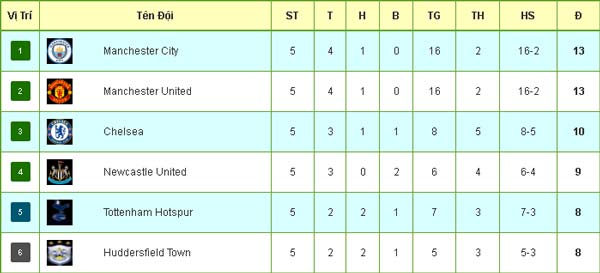 Vị Trí Tên Đội ST T H B TG TH HS Đ
1 Manchester City 5 4 1 0 16 2 16-2 13
2 Manchester United 5 4 1 0 16 2 16-2 13
3 Chelsea 5 3 1 1 8 5 8-5 10
4 Newcastle United 5 3 0 2 6 4 6-4 9
5 Tottenham Hotspur 5 2 2 1 7 3 7-3 8
6 Huddersfield Town 5 2 2 1 5 3 5-3 8